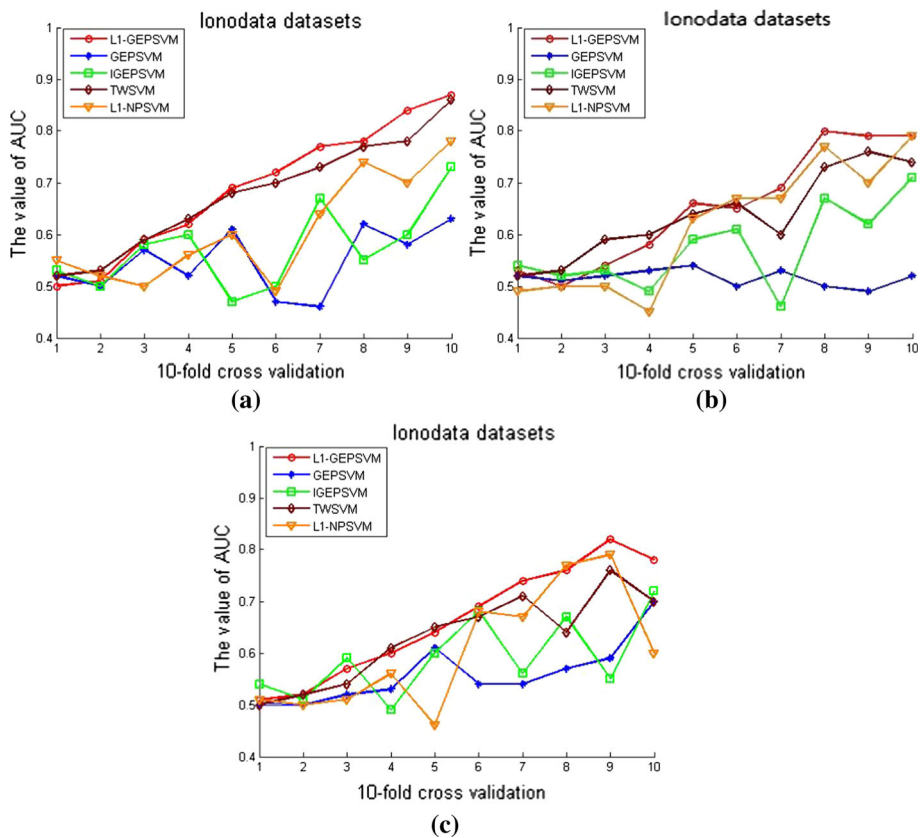 Ionodata datasets
1
0.9
0.8
0.7
0.6
0.5
0.4
The value of AUC
L1-GEPSVM
GEPSVM
IGEPSVM
TWSVM
L1-NPSVM
1 2 3 4 5 6 7 8 9 10
10-fold cross validation
(a)
Ionodata datasets
1
0.9
0.8
0.7
0.6
0.5
0.4
The value of AUC
L1-GEPSVM
GEPSVM
IGEPSVM
TWSVM
L1-NPSVM
1 2 3 4 5 6 7 8 9 10
10-fold cross validation
(b)
Ionodata datasets
1
0.9
0.8
0.7
0.6
0.5
0.4
The value of AUC
L1-GEPSVM
GEPSVM
IGEPSVM
TWSVM
L1-NPSVM
1 2 3 4 5 6 7 8 9 10
10-fold cross validation
(c)